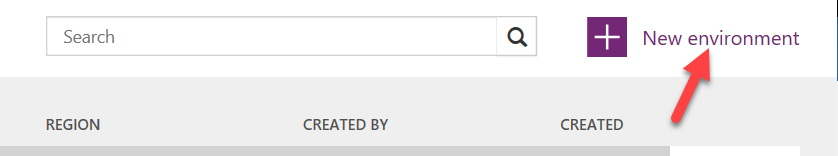 Search
New environment
REGION CREATED BY CREATED